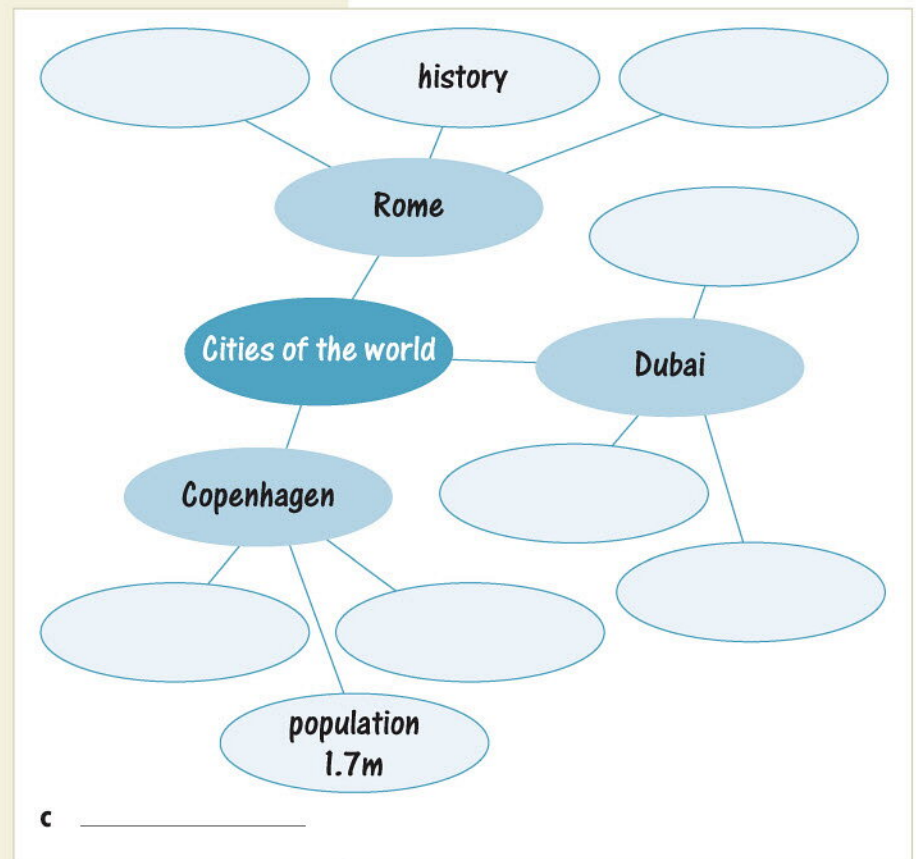 history
Rome
Cities of the world
Dubai
Copenhagen
population
1.7m
c